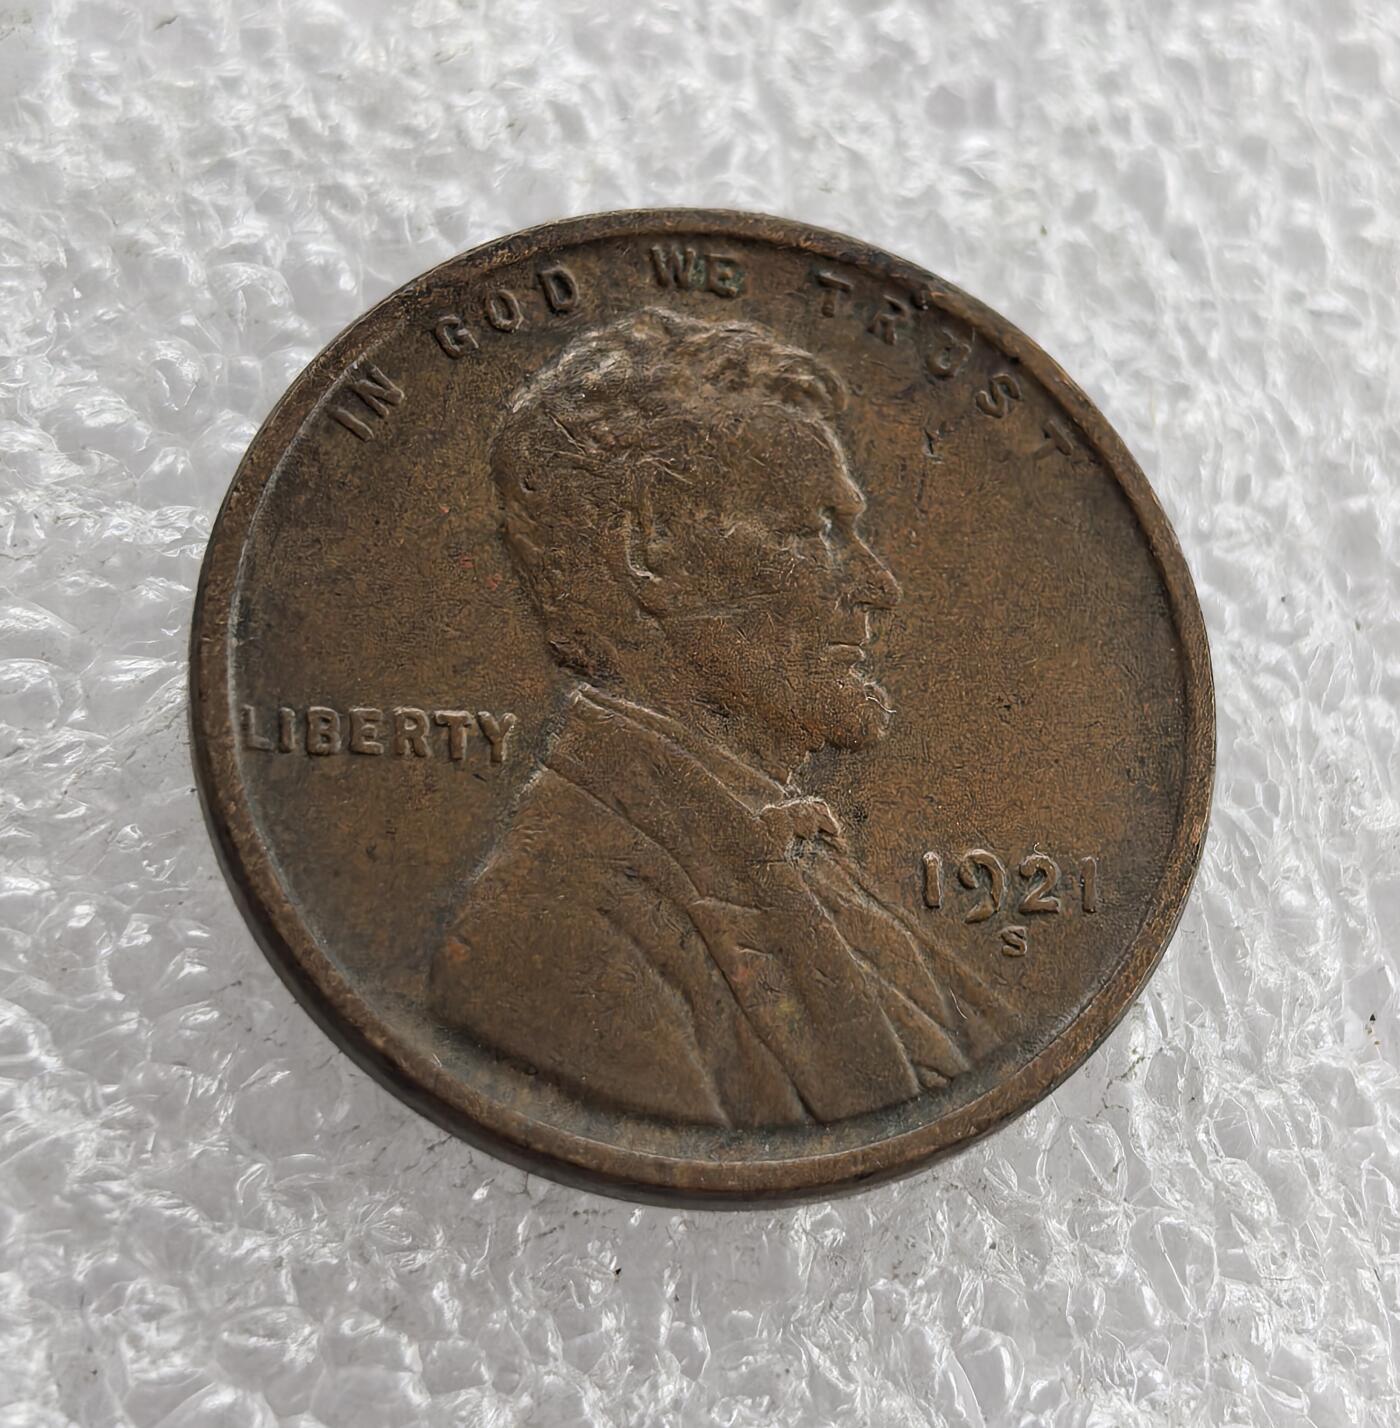 IN GOD WE TRUST
LIBERTY
1921
S